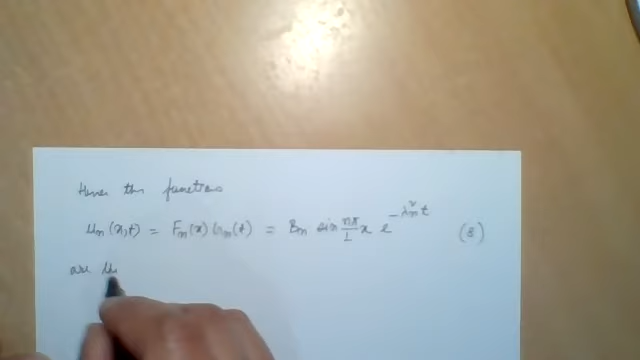 Hence the functions
u_n(x,t) = F_n(x) G_n(t) = B_n sin nπ/L x e^{-λ_n^2 t} (8)
are